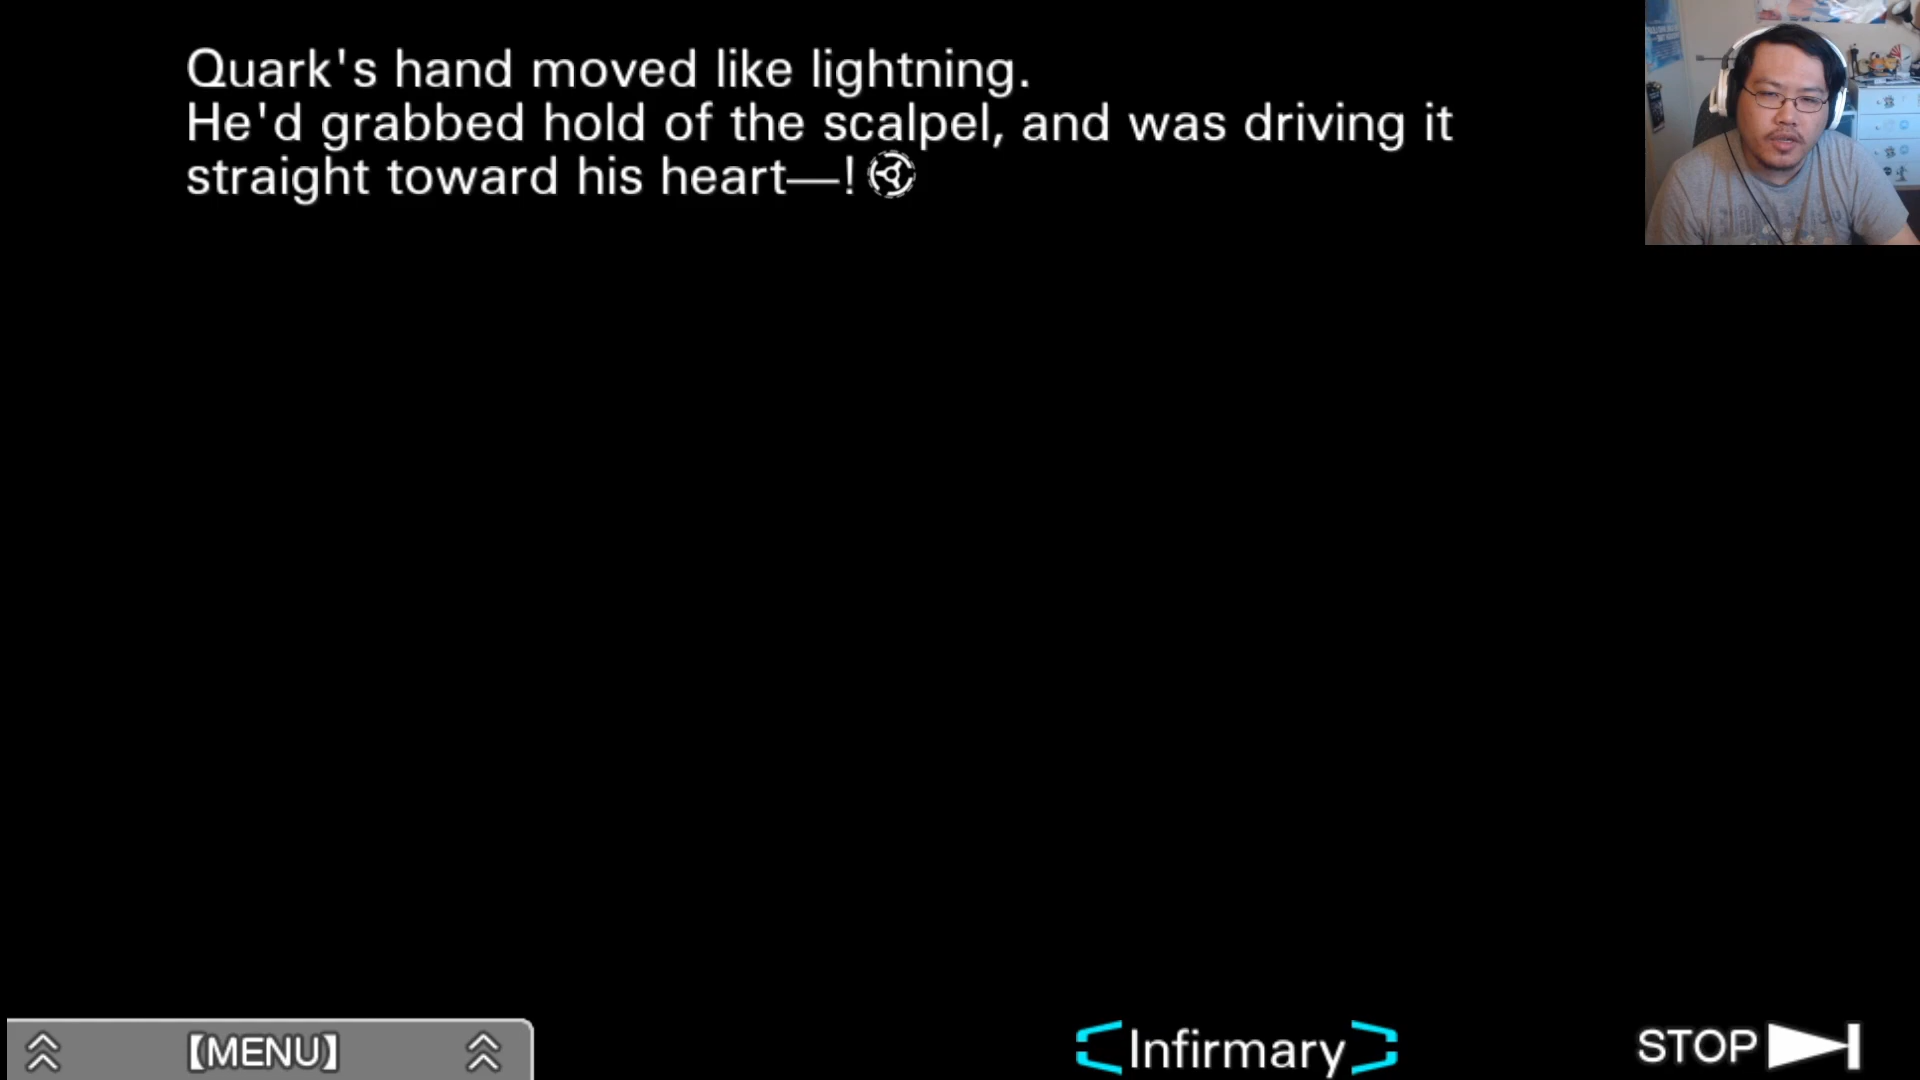 Quark's hand moved like lightning.
He'd grabbed hold of the scalpel, and was driving it
straight toward his heart—!
【MENU】
Infirmary
STOP